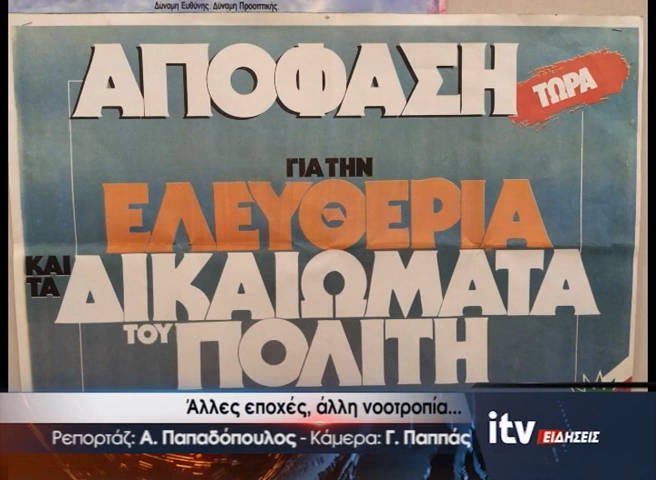 Δύναμη Ευθύνης, Δύναμη Προοπτικής
ΑΠΟΦΑΣΗ
ΤΩΡΑ
ΓΙΑ ΤΗΝ
ΕΛΕΥΘΕΡΙΑ
ΚΑΙ ΤΑ
ΔΙΚΑΙΩΜΑΤΑ
ΤΟΥ ΠΟΛΙΤΗ
Άλλες εποχές, άλλη νοοτροπία...
Ρεπορτάζ: Α. Παπαδόπουλος - Κάμερα: Γ. Παππάς
itv ΕΙΔΗΣΕΙΣ